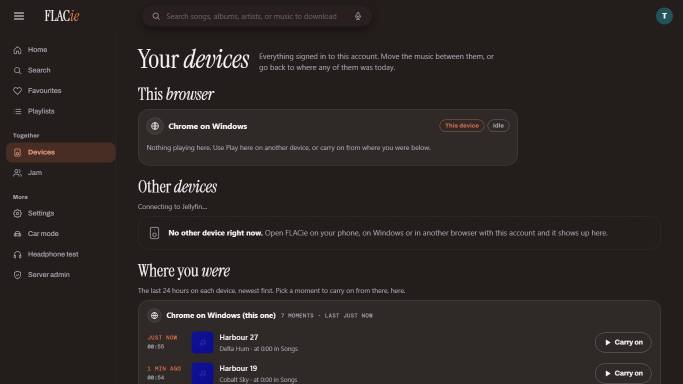 FLACie
Search songs, albums, artists, or music to download
T
Home
Search
Favourites
Playlists
Together
Devices
Jam
More
Settings
Car mode
Headphone test
Server admin
Your devices
Everything signed in to this account. Move the music between them, or
go back to where any of them was today.
This browser
Chrome on Windows
This device
Idle
Nothing playing here. Use Play here on another device, or carry on from where you were below.
Other devices
Connecting to Jellyfin...
No other device right now. Open FLACie on your phone, on Windows or in another browser with this account and it shows up here.
Where you were
The last 24 hours on each device, newest first. Pick a moment to carry on from there, here.
Chrome on Windows (this one) 7 MOMENTS · LAST JUST NOW
JUST NOW
00:55
Harbour 27
Delta Hum · at 0:00 in Songs
Carry on
1 MIN AGO
00:54
Harbour 19
Cobalt Sky · at 0:00 in Songs
Carry on